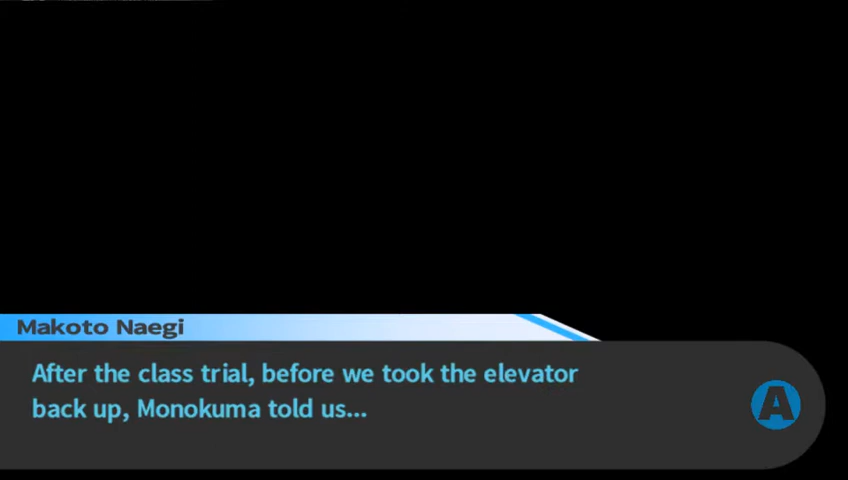 Makoto Naegi
After the class trial, before we took the elevator
back up, Monokuma told us...
A